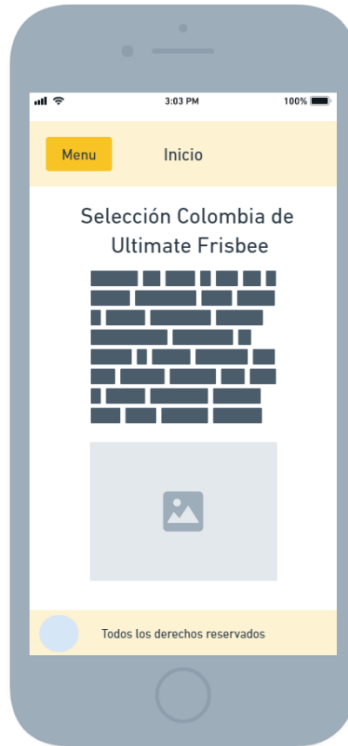 3:03 PM
100%
Menu
Inicio
Selección Colombia de
Ultimate Frisbee
Todos los derechos reservados